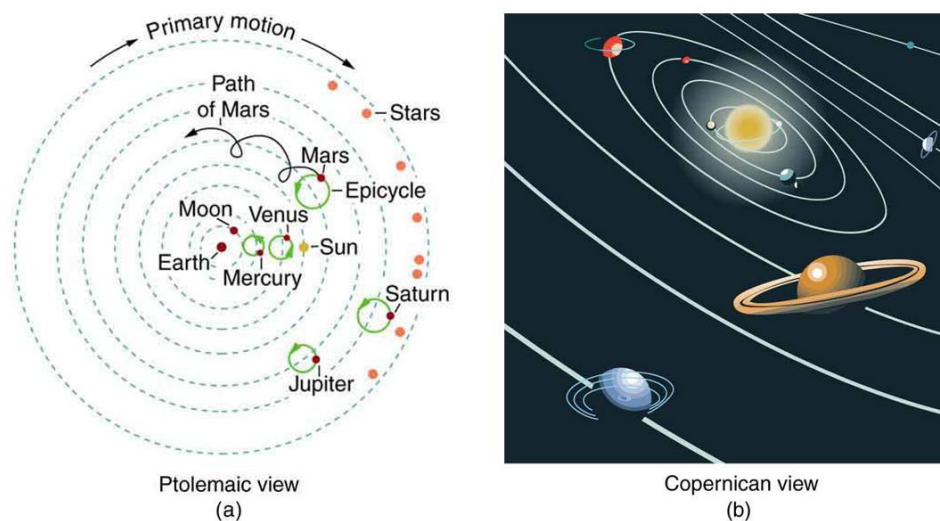 Primary motion
Path
of Mars
Stars
Mars
Epicycle
Moon
Venus
Sun
Earth
Mercury
Saturn
Jupiter
Ptolemaic view
(a)
Copernican view
(b)